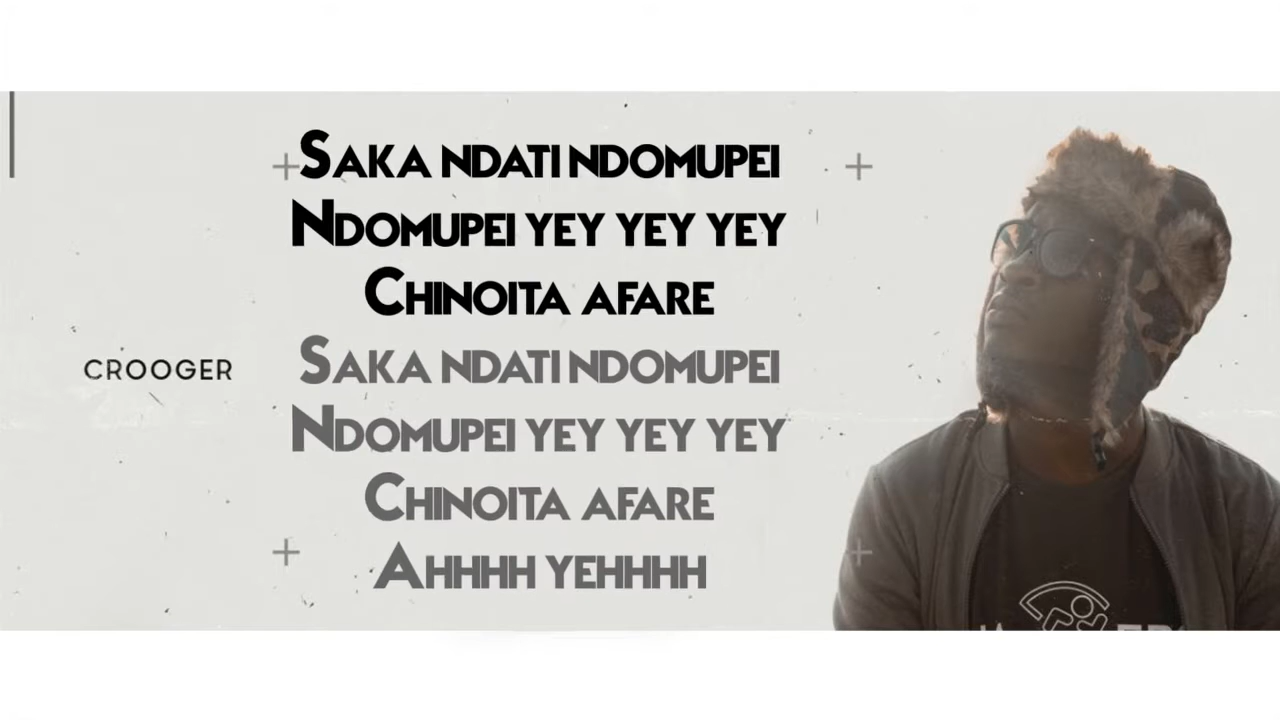 CROOGER
SAKA NDATI NDOMUPEI
NDOMUPEI YEY YEY YEY
CHINOITA AFARE
SAKA NDATI NDOMUPEI
NDOMUPEI YEY YEY YEY
CHINOITA AFARE
AHHHH YEHHHH